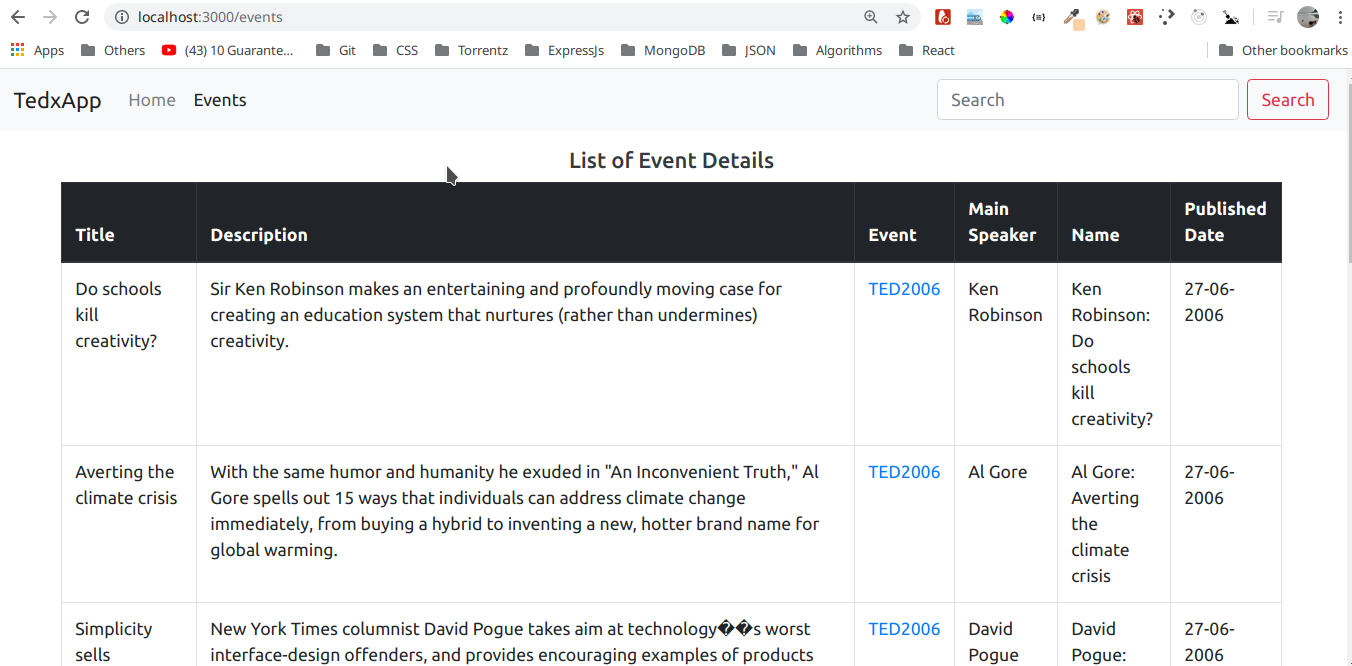 localhost:3000/events
Apps Others (43) 10 Guarante... Git CSS Torrentz ExpressJs MongoDB JSON Algorithms React Other bookmarks
TedxApp Home Events Search Search
List of Event Details
Title Description Event Main Speaker Name Published Date
Do schools
kill
creativity?
Sir Ken Robinson makes an entertaining and profoundly moving case for
creating an education system that nurtures (rather than undermines)
creativity.
TED2006
Ken
Robinson
Ken
Robinson:
Do
schools
kill
creativity?
27-06-
2006
Averting the
climate crisis
With the same humor and humanity he exuded in "An Inconvenient Truth," Al
Gore spells out 15 ways that individuals can address climate change
immediately, from buying a hybrid to inventing a new, hotter brand name for
global warming.
TED2006
Al Gore
Al Gore:
Averting
the
climate
crisis
27-06-
2006
Simplicity
sells
New York Times columnist David Pogue takes aim at technology��s worst
interface-design offenders, and provides encouraging examples of products
TED2006
David
Pogue
David
Pogue:
27-06-
2006